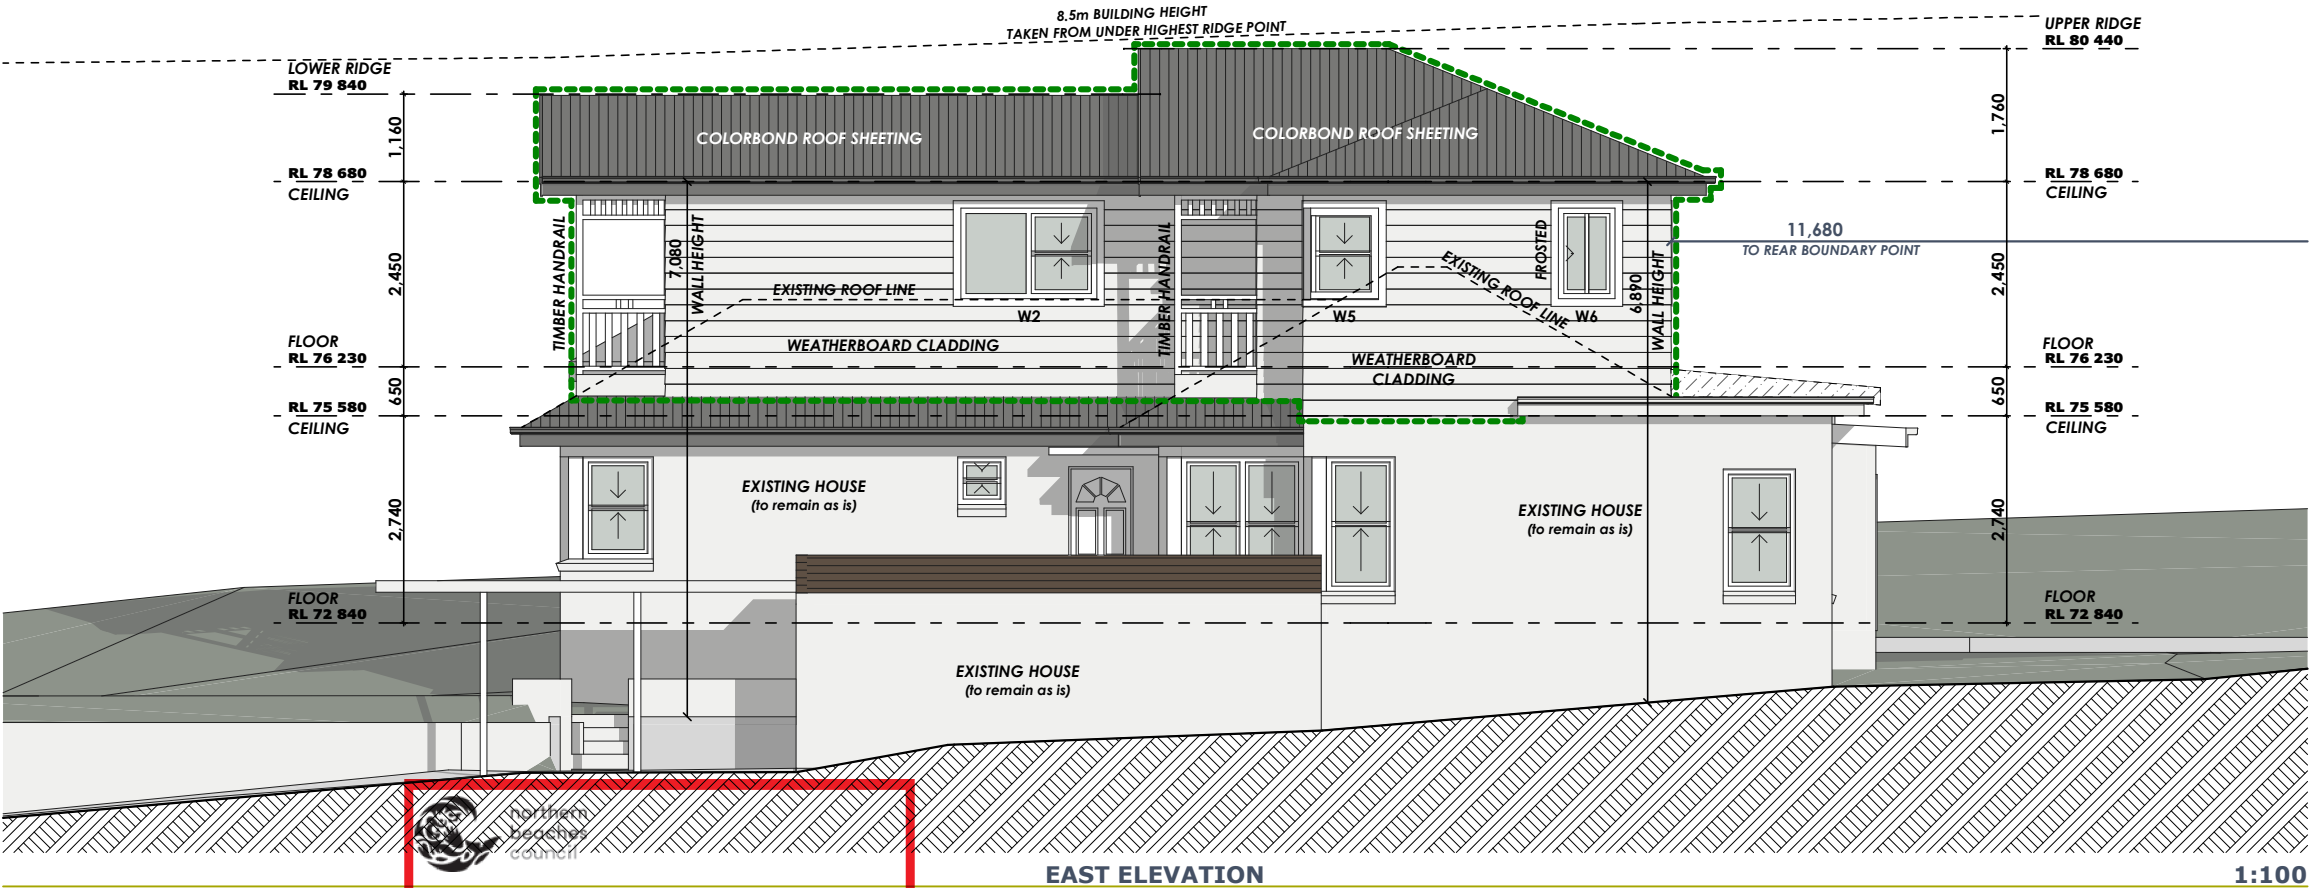 8.5m BUILDING HEIGHT
TAKEN FROM UNDER HIGHEST RIDGE POINT
UPPER RIDGE
RL 80 440
LOWER RIDGE
RL 79 840
1,160
1,760
COLORBOND ROOF SHEETING
COLORBOND ROOF SHEETING
RL 78 680
CEILING
RL 78 680
CEILING
2,450
TIMBER HANDRAIL
7,080
WALL HEIGHT
TIMBER HANDRAIL
FROSTED
6,890
WALL HEIGHT
11,680
TO REAR BOUNDARY POINT
2,450
EXISTING ROOF LINE
EXISTING ROOF LINE
W2
W5
W6
WEATHERBOARD CLADDING
WEATHERBOARD
CLADDING
FLOOR
RL 76 230
FLOOR
RL 76 230
650
650
RL 75 580
CEILING
RL 75 580
CEILING
2,740
2,740
EXISTING HOUSE
(to remain as is)
EXISTING HOUSE
(to remain as is)
FLOOR
RL 72 840
FLOOR
RL 72 840
EXISTING HOUSE
(to remain as is)
northern
beaches
council
EAST ELEVATION
1:100